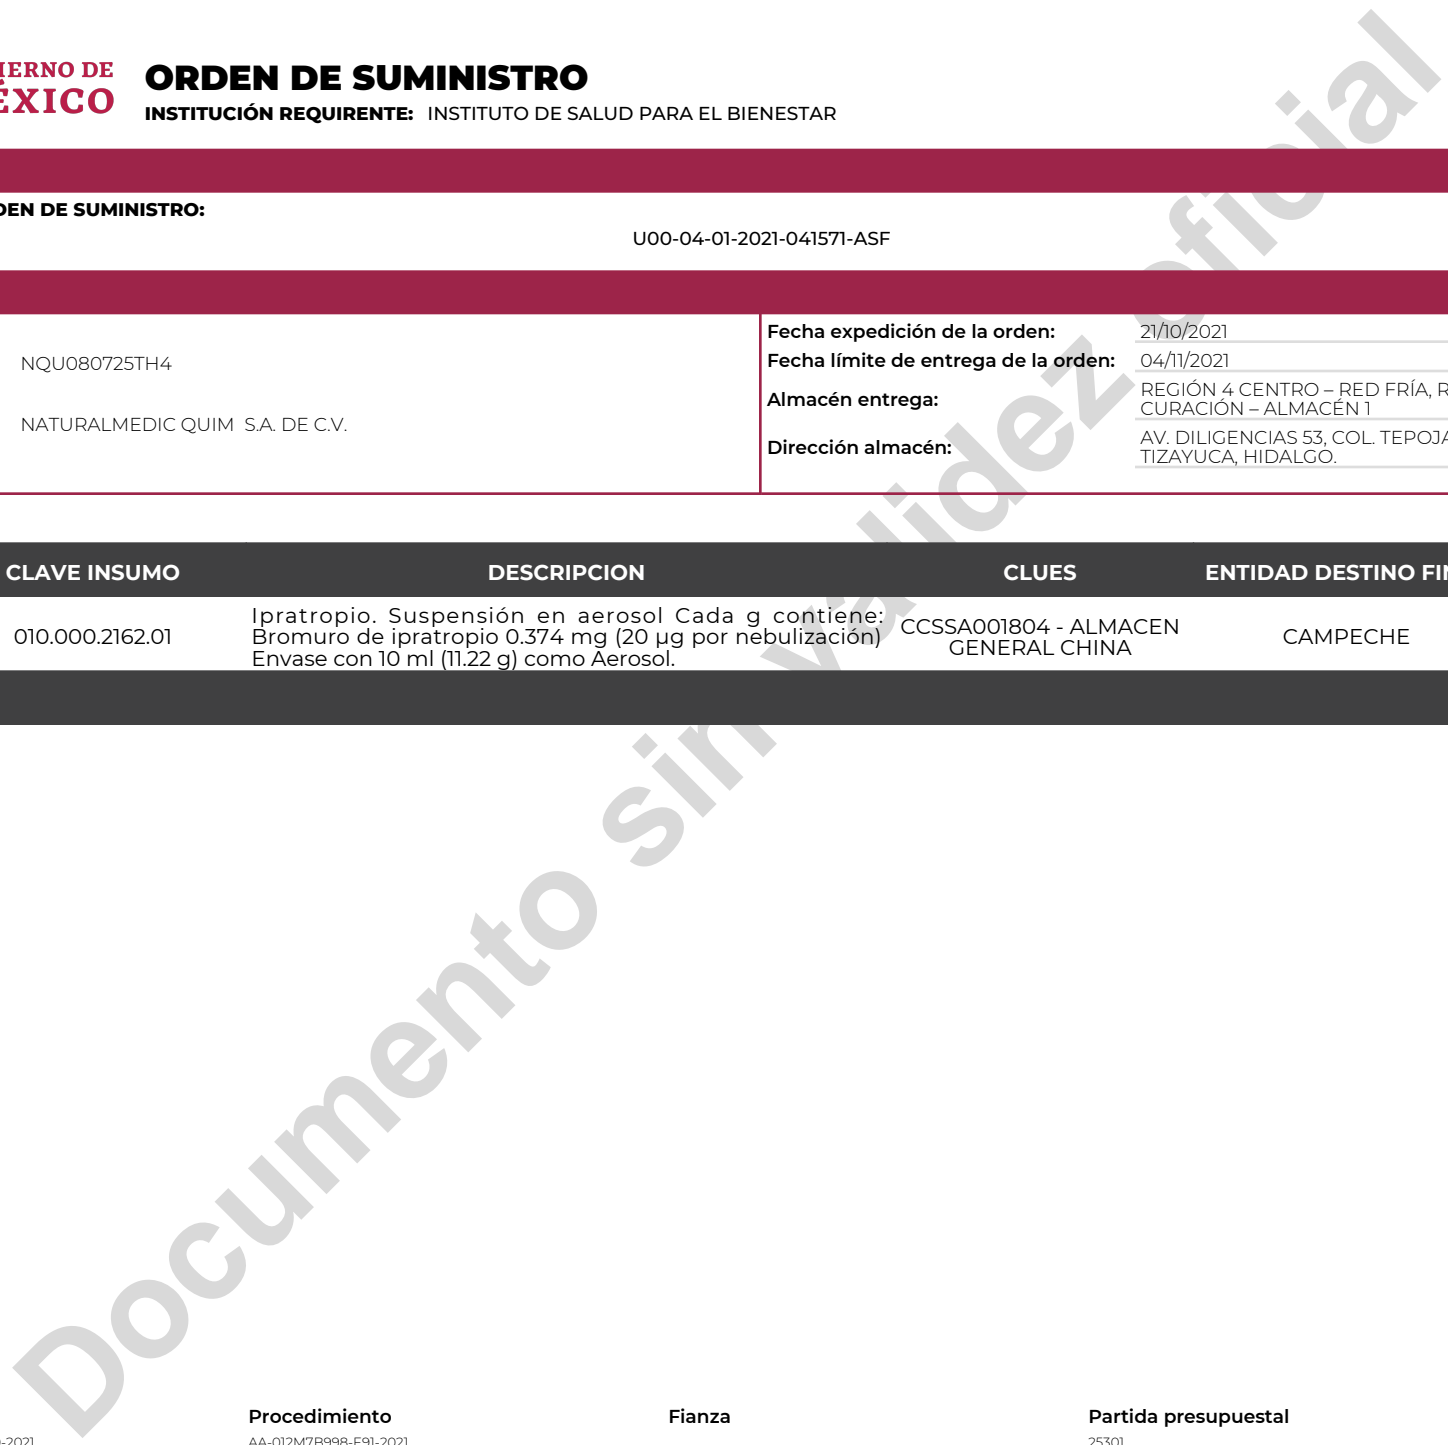 IERNO DE
ÉXICO
ORDEN DE SUMINISTRO
INSTITUCIÓN REQUIRENTE: INSTITUTO DE SALUD PARA EL BIENESTAR
DEN DE SUMINISTRO:
U00-04-01-2021-041571-ASF
NQU080725TH4
NATURALMEDIC QUIM S.A. DE C.V.
Fecha expedición de la orden: 21/10/2021
Fecha límite de entrega de la orden: 04/11/2021
Almacén entrega: REGIÓN 4 CENTRO – RED FRÍA, R
CURACIÓN – ALMACÉN 1
Dirección almacén: AV. DILIGENCIAS 53, COL. TEPOJA
TIZAYUCA, HIDALGO.
CLAVE INSUMO DESCRIPCION CLUES ENTIDAD DESTINO FIN
010.000.2162.01
Ipratropio. Suspensión en aerosol Cada g contiene:
Bromuro de ipratropio 0.374 mg (20 µg por nebulización)
Envase con 10 ml (11.22 g) como Aerosol.
CCSSA001804 - ALMACEN
GENERAL CHINA
CAMPECHE
Documento sin validez oficial
Procedimiento Fianza Partida presupuestal
-2021 AA-012M7B998-E91-2021 25301